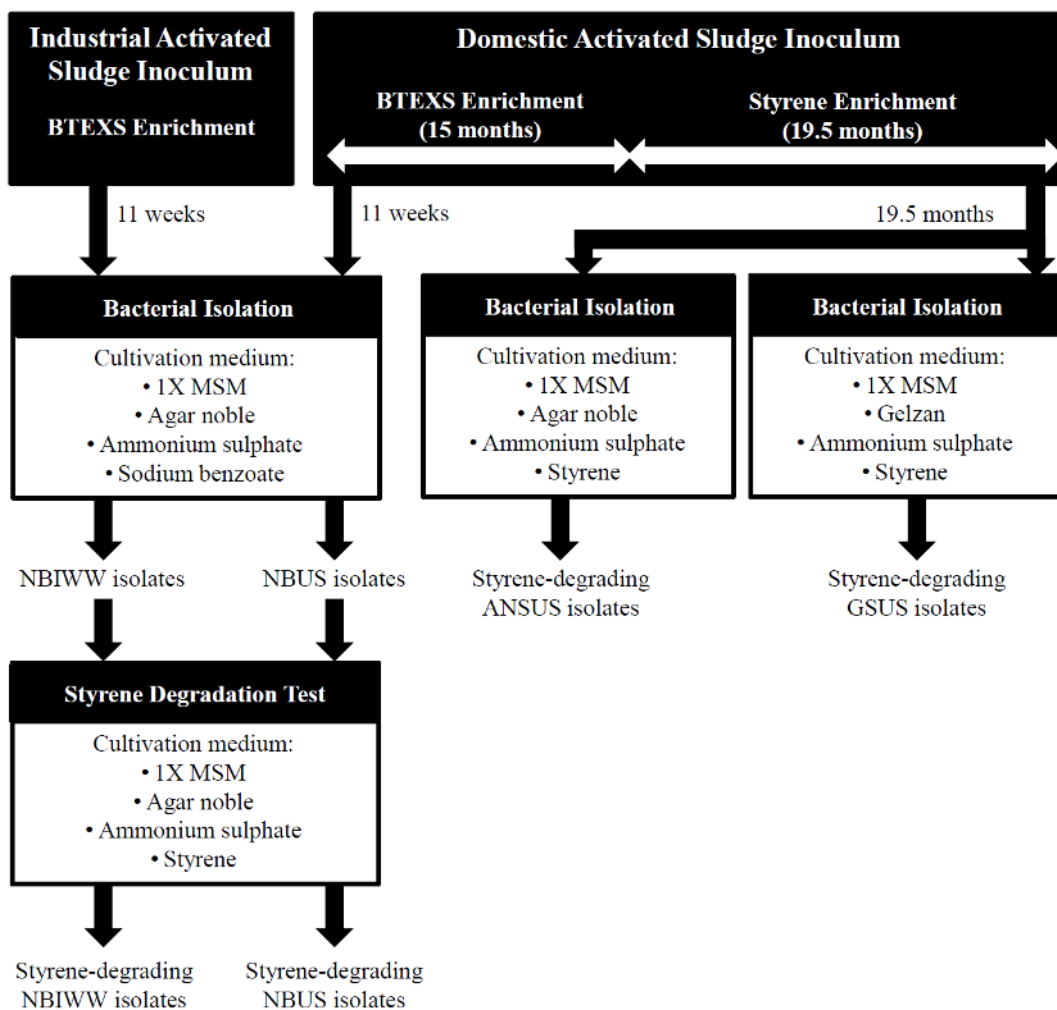 Industrial Activated
Sludge Inoculum
BTEXS Enrichment
Domestic Activated Sludge Inoculum
BTEXS Enrichment
(15 months)
Styrene Enrichment
(19.5 months)
11 weeks
11 weeks
19.5 months
Bacterial Isolation
Cultivation medium:
• 1X MSM
• Agar noble
• Ammonium sulphate
• Sodium benzoate
Bacterial Isolation
Cultivation medium:
• 1X MSM
• Agar noble
• Ammonium sulphate
• Styrene
Bacterial Isolation
Cultivation medium:
• 1X MSM
• Gelzan
• Ammonium sulphate
• Styrene
NBIWW isolates
NBUS isolates
Styrene-degrading
ANSUS isolates
Styrene-degrading
GSUS isolates
Styrene Degradation Test
Cultivation medium:
• 1X MSM
• Agar noble
• Ammonium sulphate
• Styrene
Styrene-degrading
NBIWW isolates
Styrene-degrading
NBUS isolates